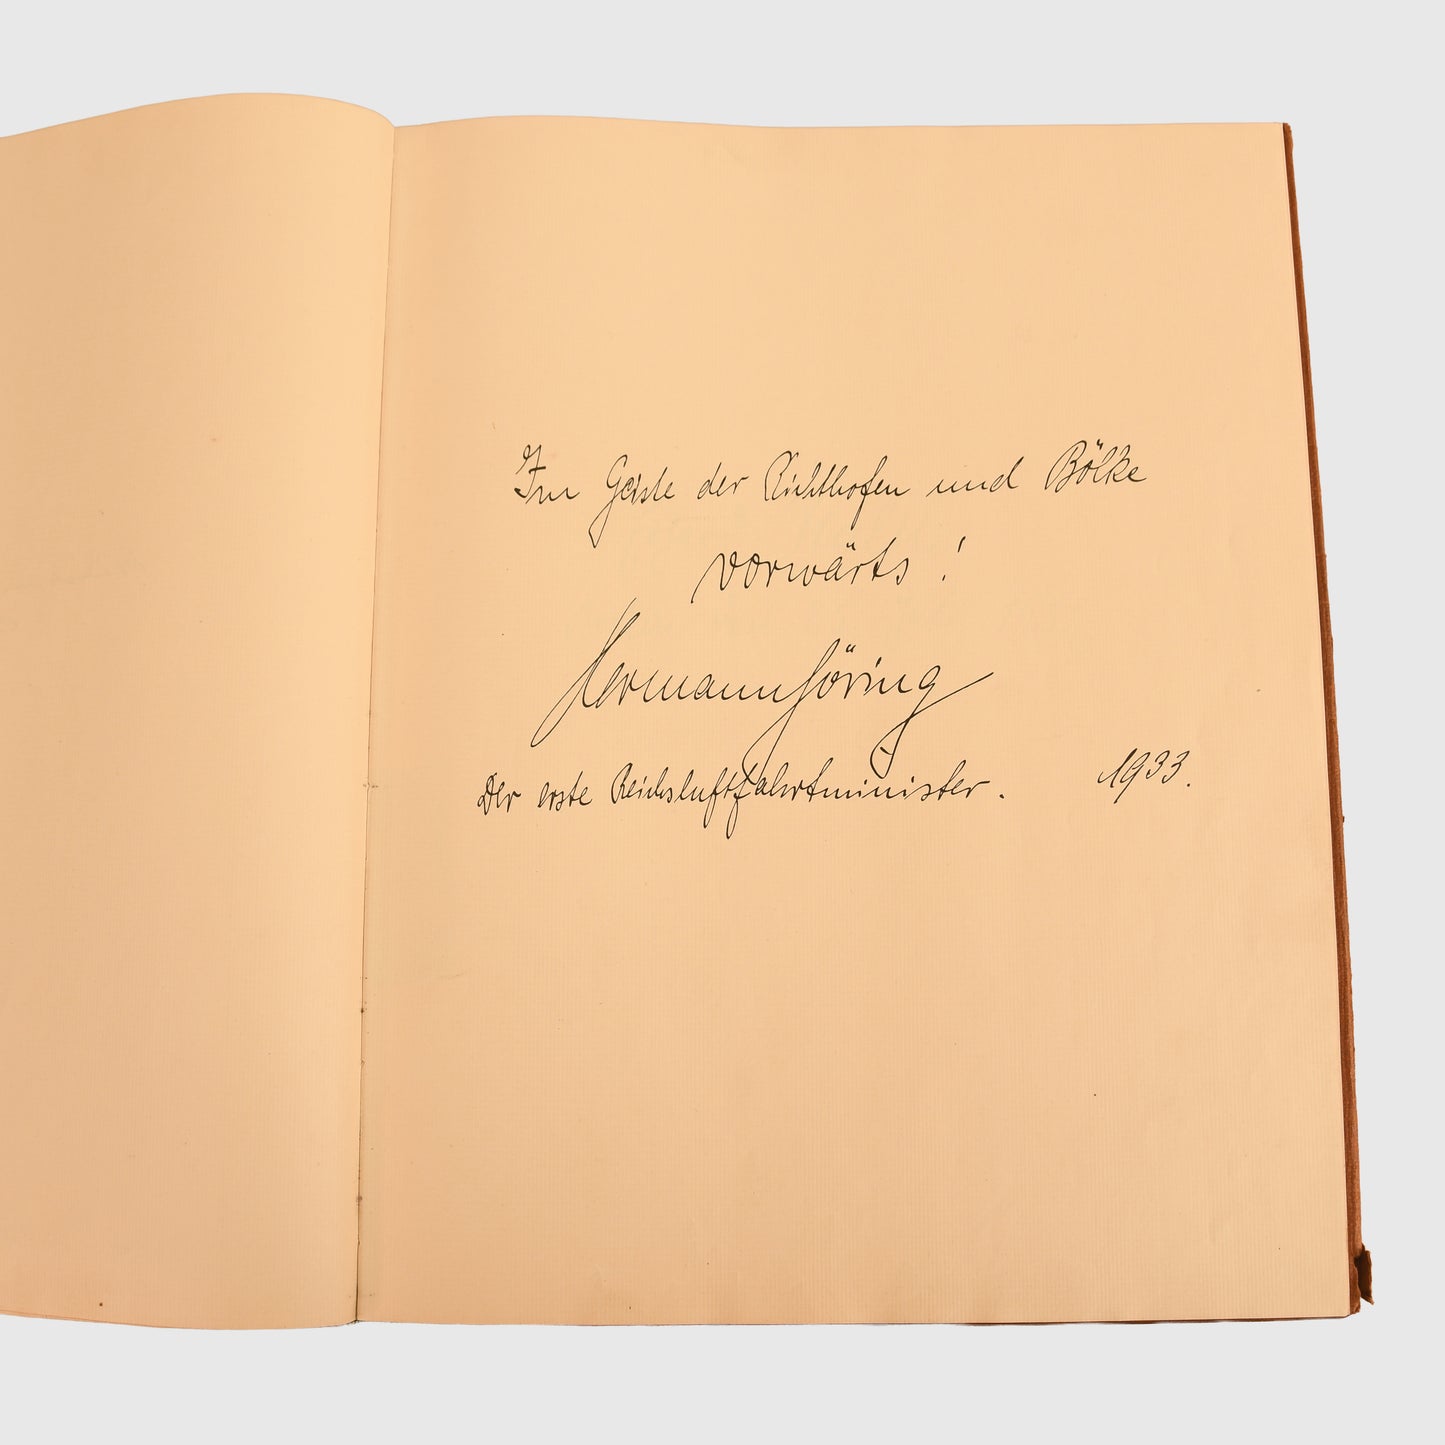 Im Geiste der Richthofen und Bölke
vorwärts !
Hermann Göring
Der erste Reichsluftfahrtminister. 1933.